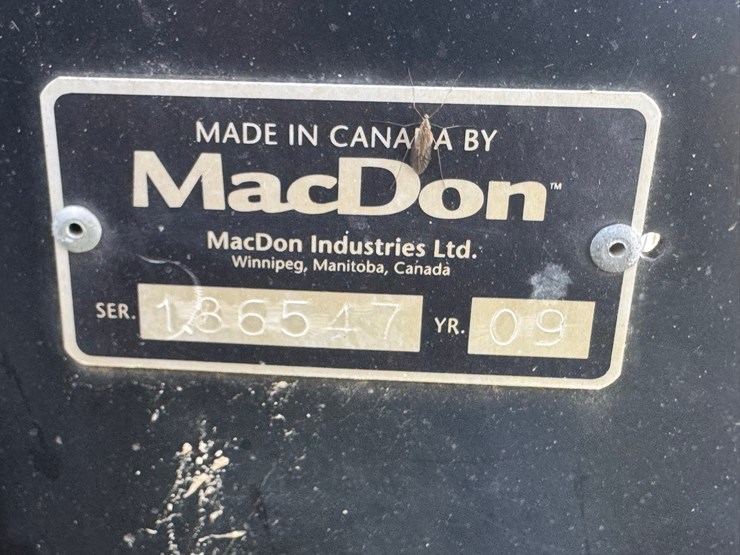 MADE IN CANADA BY
MacDon™
MacDon Industries Ltd.
Winnipeg, Manitoba, Canada
SER. 186547 YR. 09